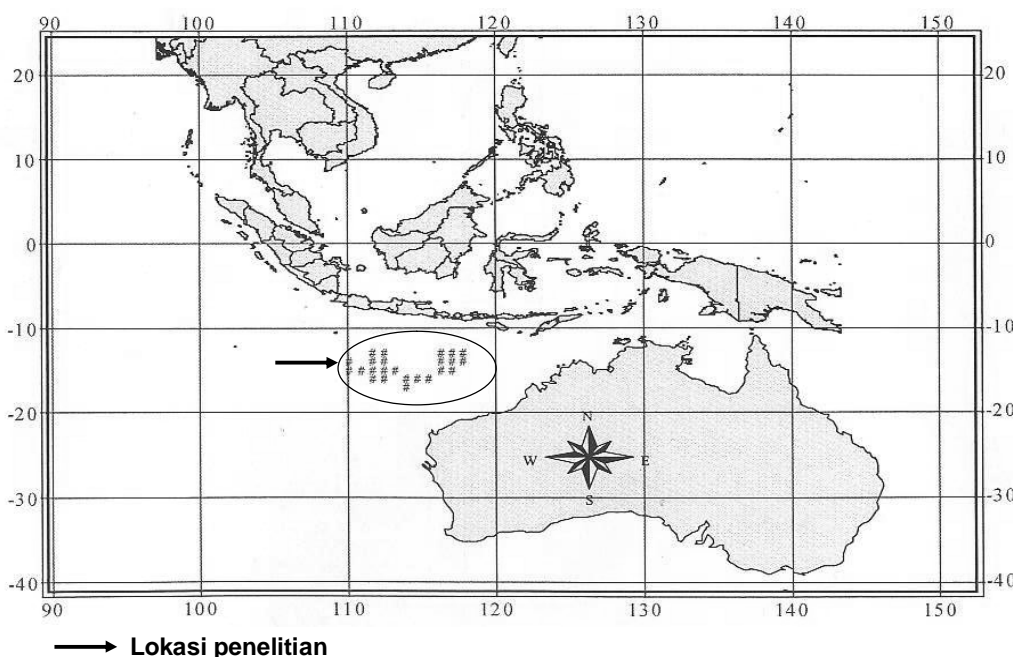 90 100 110 120 130 140 150
20 20
10 10
0 0
-10 -10
# # # # #
# # # # # #
# # # # # # #
# # # # #
#
-20 -20
N
W E
S
-30 -30
-40 -40
90 100 110 120 130 140 150
Lokasi penelitian